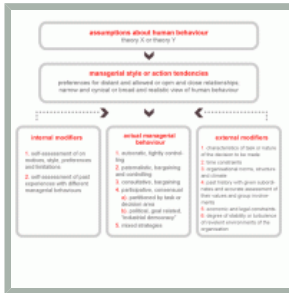 assumptions about human behaviour
theory X or theory Y
managerial style or action tendencies
preferences for distant and allowed or open and close relationships,
narrow and cynical or broad and realistic view of human behaviour
internal modifiers
1. self-assessment of
motives, style, preferences
and limitations
2. self-assessment of past
experiences with different
managerial behaviours
actual managerial
behaviour
1. automatic, tightly control-
ling
2. paternalistic, bargaining
and controlling
3. consultative, bargaining
4. participative, consensual
a) partitioned by task or
decision area
b) political, goal related,
"industrial democracy"
5. mixed strategies
external modifiers
1. characteristics of task or nature
of the decision to be made
2. time constraints
3. organisational norms, structure
and climate
4. past history with given subordi-
nates and accurate assessment of
their nature and group involve-
ments
5. economic and legal constraints
6. degree of stability or turbulence
of relevant environments of the
organisation